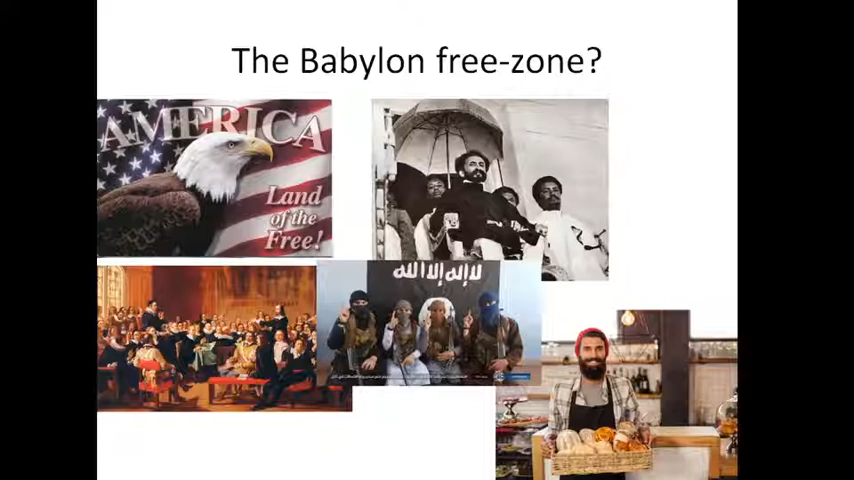 The Babylon free-zone?
AMERICA
Land
of the
Free!
لا إله إلا الله